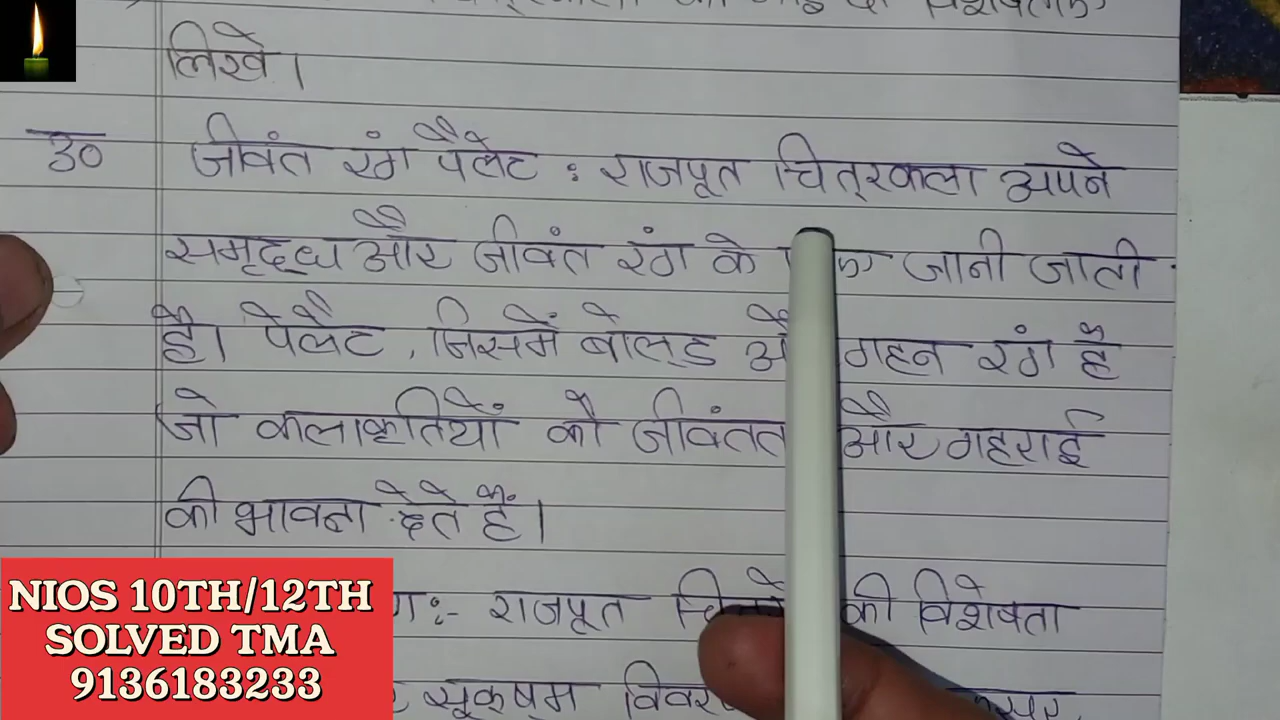 लिखे।
उ० जीवंत रंग पैलेट : राजपूत चित्रकला अपने
समृद्ध और जीवंत रंग के जानी जाती
है। पेलैट , जिसमें बोल्ड गहन रंग है
जो कलाकृतियों को और गहराई
की भावना देते हैं।
राजपूत की विशेषता
सूक्ष्म
NIOS 10TH/12TH
SOLVED TMA
9136183233